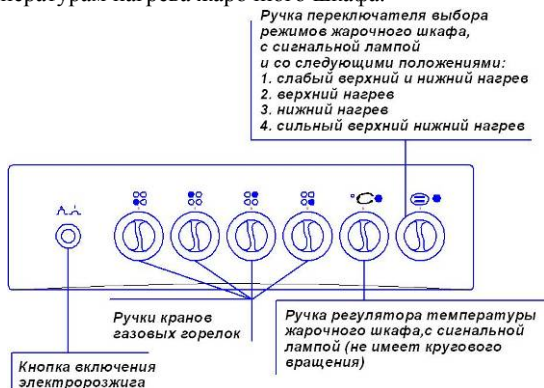 Ручка переключателя выбора
режимов жарочного шкафа,
с сигнальной лампой
и со следующими положениями:
1. слабый верхний и нижний нагрев
2. верхний нагрев
3. нижний нагрев
4. сильный верхний нижний нагрев
°C
Ручки кранов
газовых горелок
Ручка регулятора температуры
жарочного шкафа,с сигнальной
лампой (не имеет кругового
вращения)
Кнопка включения
электророзжига